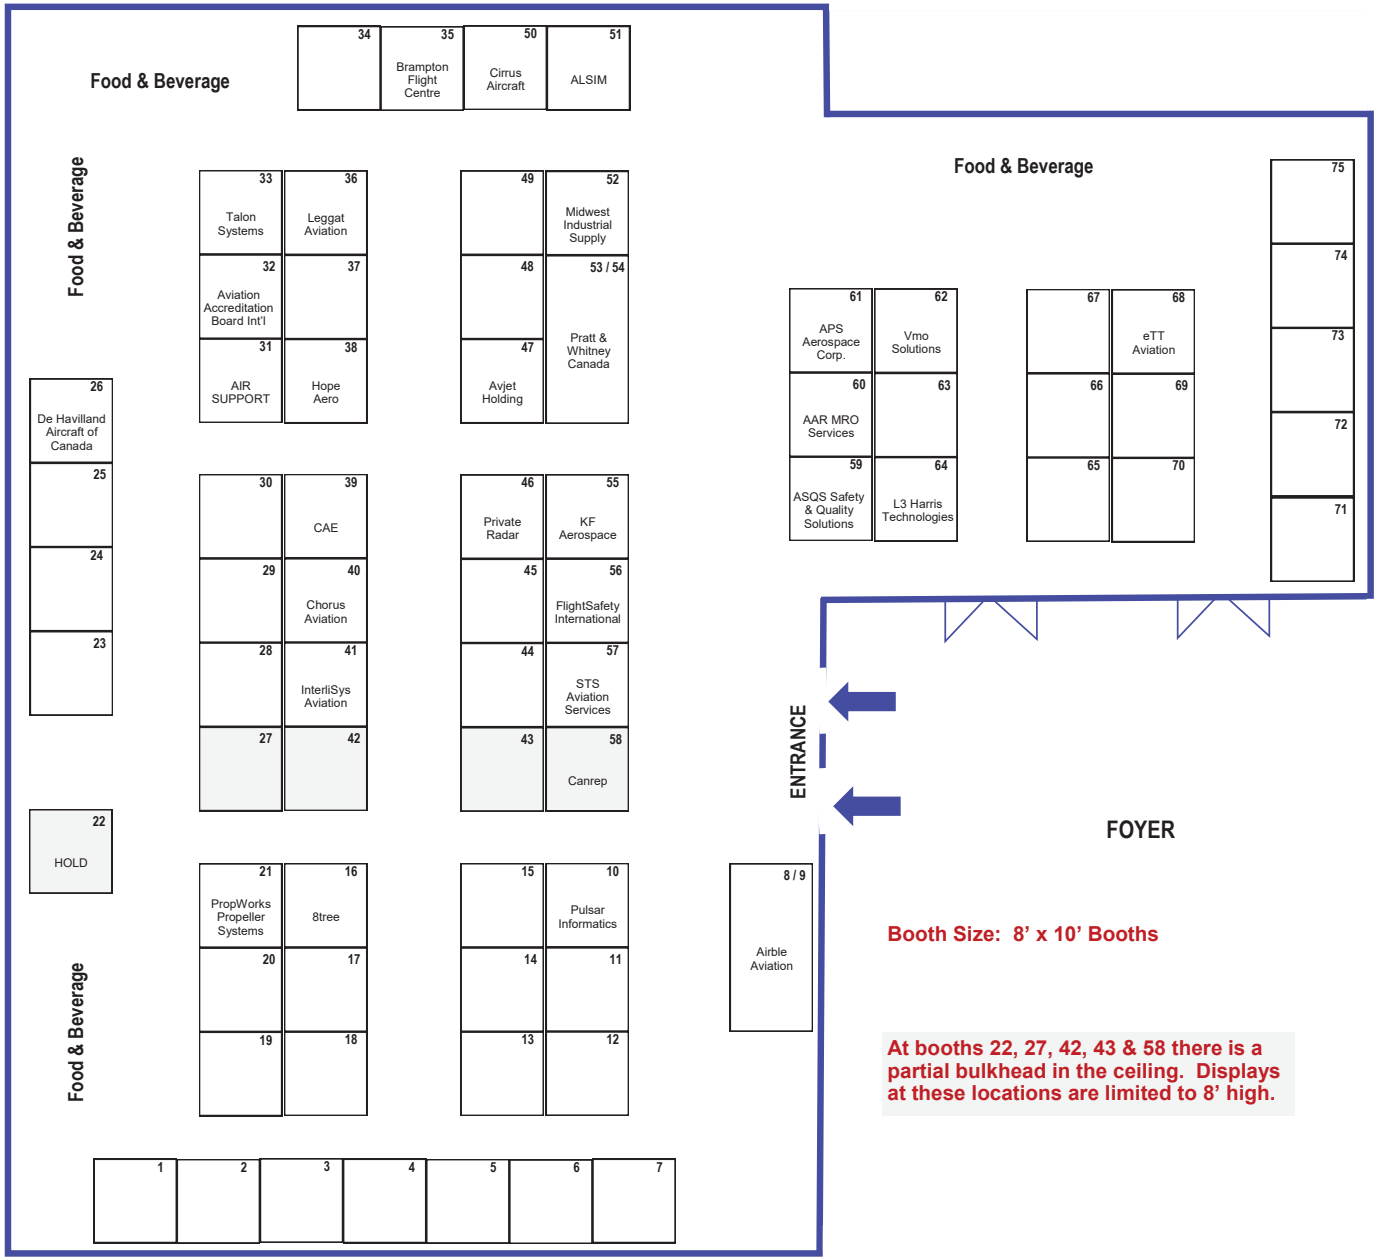 34
35
Brampton
Flight
Centre
50
Cirrus
Aircraft
51
ALSIM
Food & Beverage
Food & Beverage
Food & Beverage
33
Talon
Systems
36
Leggat
Aviation
32
Aviation
Accreditation
Board Int'l
37
31
AIR
SUPPORT
38
Hope
Aero
49
52
Midwest
Industrial
Supply
48
53 / 54
Pratt &
Whitney
Canada
47
Avjet
Holding
75
74
73
72
71
61
APS
Aerospace
Corp.
62
Vmo
Solutions
60
AAR MRO
Services
63
59
ASQS Safety
& Quality
Solutions
64
L3 Harris
Technologies
67
68
eTT
Aviation
66
69
65
70
26
De Havilland
Aircraft of
Canada
25
24
23
30
39
CAE
29
40
Chorus
Aviation
28
41
InterliSys
Aviation
27
42
46
Private
Radar
55
KF
Aerospace
45
56
FlightSafety
International
44
57
STS
Aviation
Services
43
58
Canrep
ENTRANCE
FOYER
22
HOLD
21
PropWorks
Propeller
Systems
16
8tree
20
17
19
18
15
10
Pulsar
Informatics
14
11
13
12
8 / 9
Airble
Aviation
Booth Size: 8’ x 10’ Booths
At booths 22, 27, 42, 43 & 58 there is a
partial bulkhead in the ceiling. Displays
at these locations are limited to 8’ high.
Food & Beverage
1
2
3
4
5
6
7